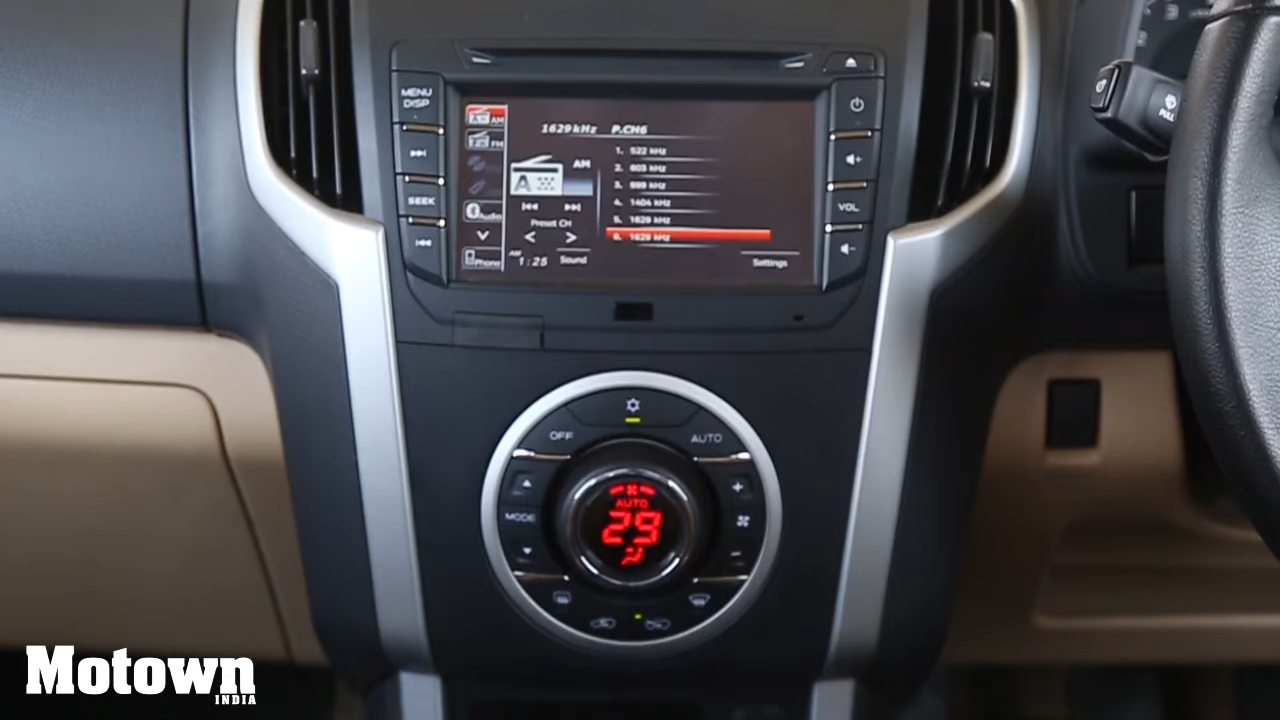 MENU
DISP
SEEK
VOL
PULL
AM
FM
Audio
Phone
1629 kHz P.CH6
AM
Preset CH
AM 1:25
Sound
1. 522 kHz
2. 603 kHz
3. 999 kHz
4. 1404 kHz
5. 1629 kHz
6. 1629 kHz
Settings
OFF
AUTO
MODE
AUTO
29
Motown
INDIA